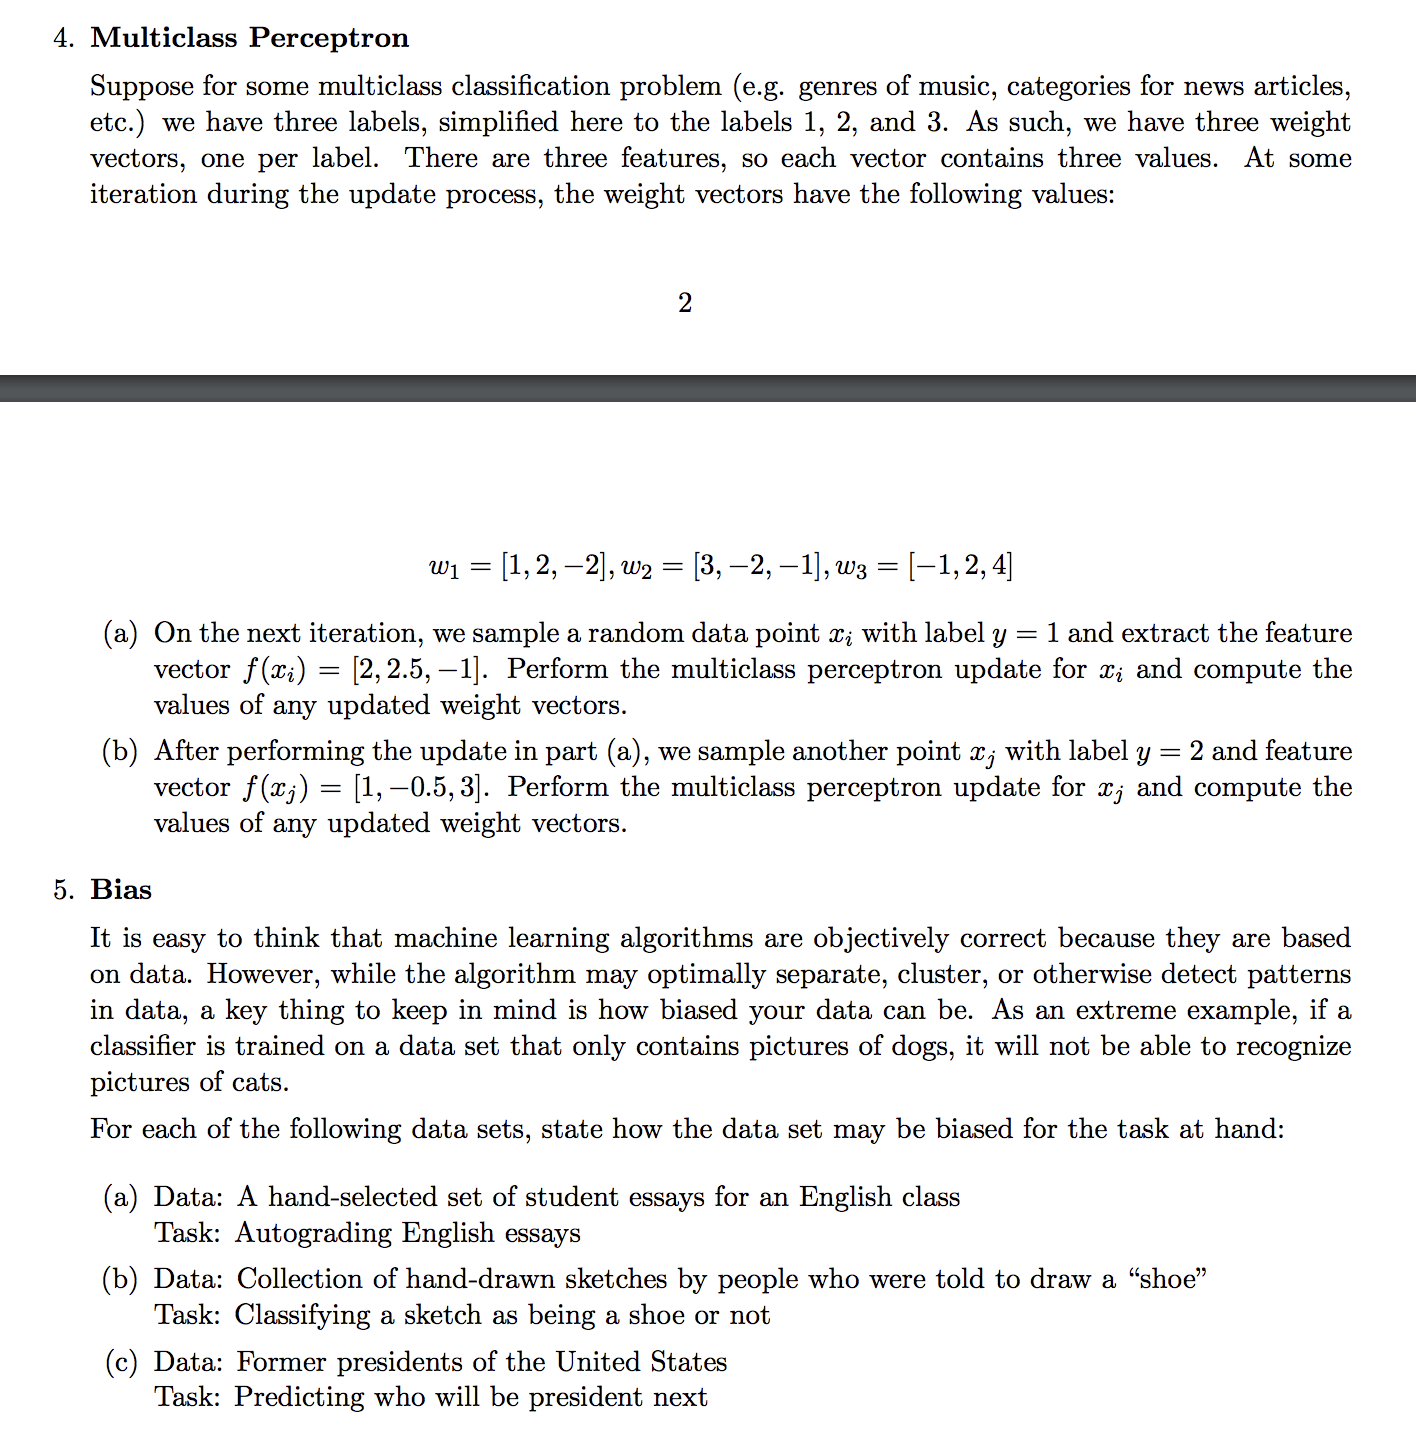 4. Multiclass Perceptron
Suppose for some multiclass classification problem (e.g. genres of music, categories for news articles,
etc.) we have three labels, simplified here to the labels 1, 2, and 3. As such, we have three weight
vectors, one per label. There are three features, so each vector contains three values. At some
iteration during the update process, the weight vectors have the following values:
2
w₁ = [1, 2, −2], w₂ = [3, −2, −1], w₃ = [−1, 2, 4]
(a) On the next iteration, we sample a random data point xᵢ with label y = 1 and extract the feature
vector f(xᵢ) = [2, 2.5, −1]. Perform the multiclass perceptron update for xᵢ and compute the
values of any updated weight vectors.
(b) After performing the update in part (a), we sample another point xⱼ with label y = 2 and feature
vector f(xⱼ) = [1, −0.5, 3]. Perform the multiclass perceptron update for xⱼ and compute the
values of any updated weight vectors.
5. Bias
It is easy to think that machine learning algorithms are objectively correct because they are based
on data. However, while the algorithm may optimally separate, cluster, or otherwise detect patterns
in data, a key thing to keep in mind is how biased your data can be. As an extreme example, if a
classifier is trained on a data set that only contains pictures of dogs, it will not be able to recognize
pictures of cats.
For each of the following data sets, state how the data set may be biased for the task at hand:
(a) Data: A hand-selected set of student essays for an English class
Task: Autograding English essays
(b) Data: Collection of hand-drawn sketches by people who were told to draw a “shoe”
Task: Classifying a sketch as being a shoe or not
(c) Data: Former presidents of the United States
Task: Predicting who will be president next